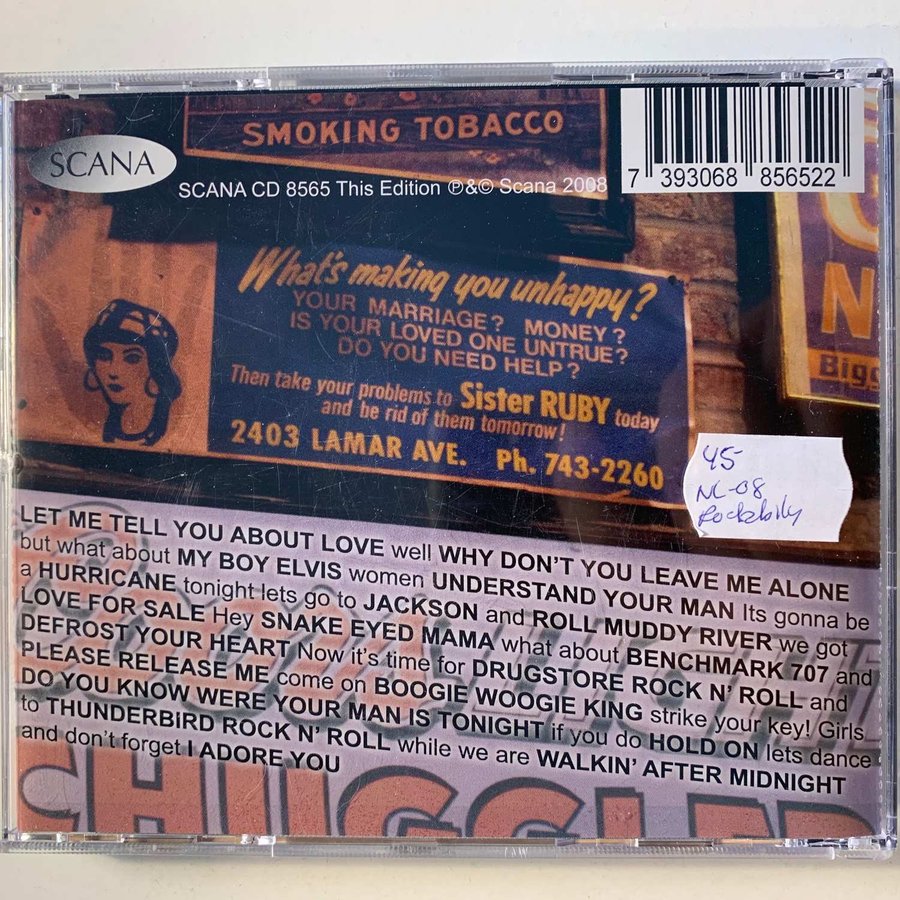 SMOKING TOBACCO
SCANA
SCANA CD 8565 This Edition ℗&© Scana 2008
7 393068 856522
What's making you unhappy?
YOUR MARRIAGE? MONEY?
IS YOUR LOVED ONE UNTRUE?
DO YOU NEED HELP?
Then take your problems to Sister RUBY today
and be rid of them tomorrow!
2403 LAMAR AVE. Ph. 743-2260
N
Bigg
45-
NL-08
Rockabilly
LET ME TELL YOU ABOUT LOVE well WHY DON'T YOU LEAVE ME ALONE
but what about MY BOY ELVIS women UNDERSTAND YOUR MAN Its gonna be
a HURRICANE tonight lets go to JACKSON and ROLL MUDDY RIVER we got
LOVE FOR SALE Hey SNAKE EYED MAMA what about BENCHMARK 707 and
DEFROST YOUR HEART Now it's time for DRUGSTORE ROCK N' ROLL and
PLEASE RELEASE ME come on BOOGIE WOOGIE KING strike your key! Girls
DO YOU KNOW WERE YOUR MAN IS TONIGHT if you do HOLD ON lets dance
to THUNDERBIRD ROCK N' ROLL while we are WALKIN' AFTER MIDNIGHT
and don't forget I ADORE YOU